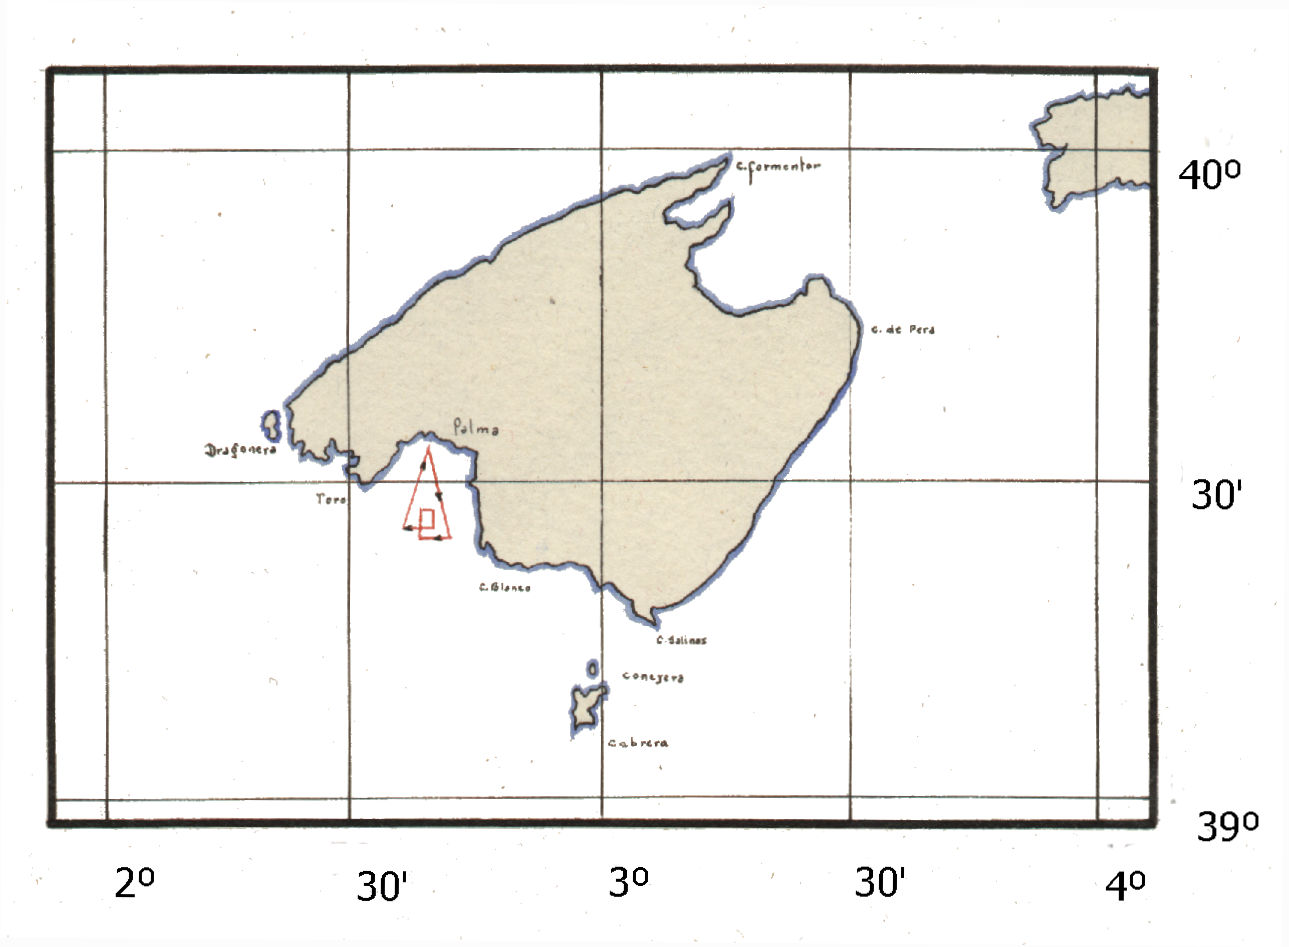 C. formentor
40º
C. de Pera
Palma
Dragonera
Toro
30'
C. Blanco
C. Salinas
Conejera
Cabrera
39º
2º
30'
3º
30'
4º